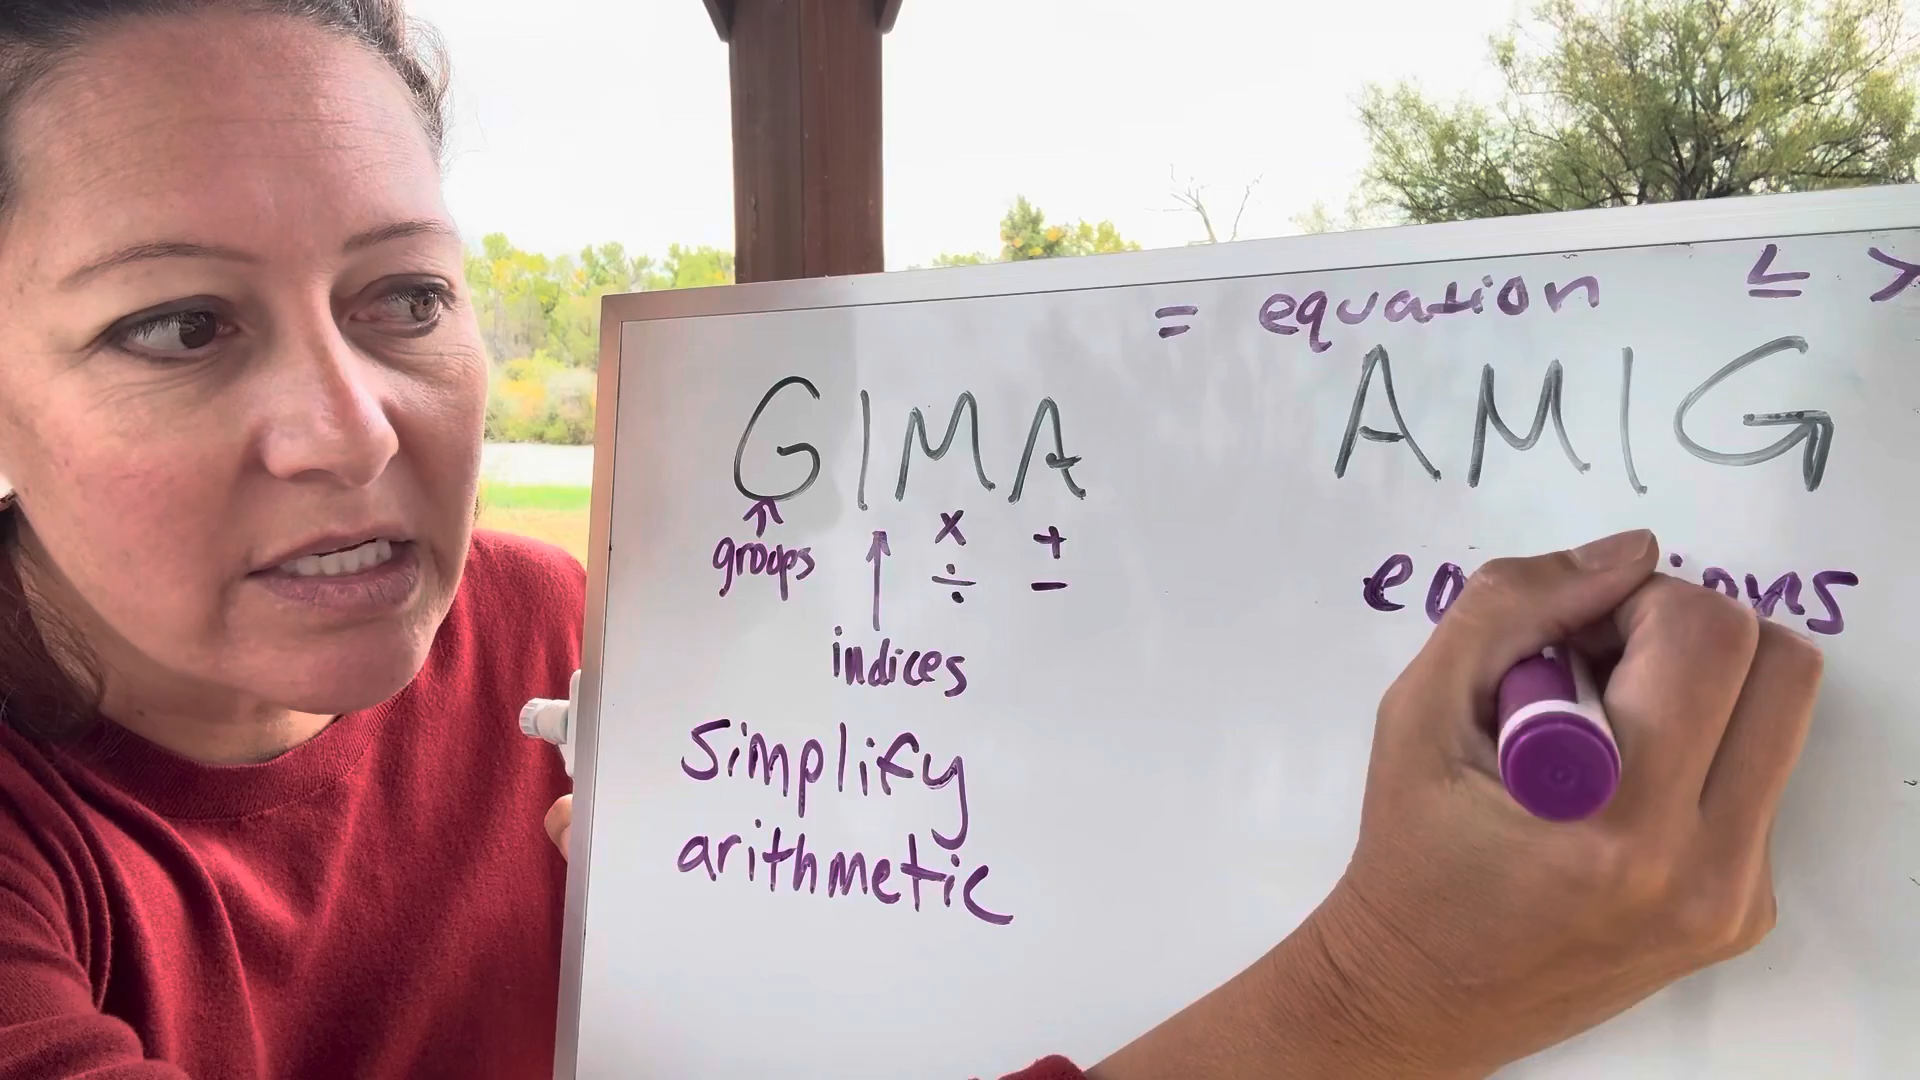 = equation ≤ >
GIMA AMIG
× +
groups ÷ −
indices
simplify
arithmetic